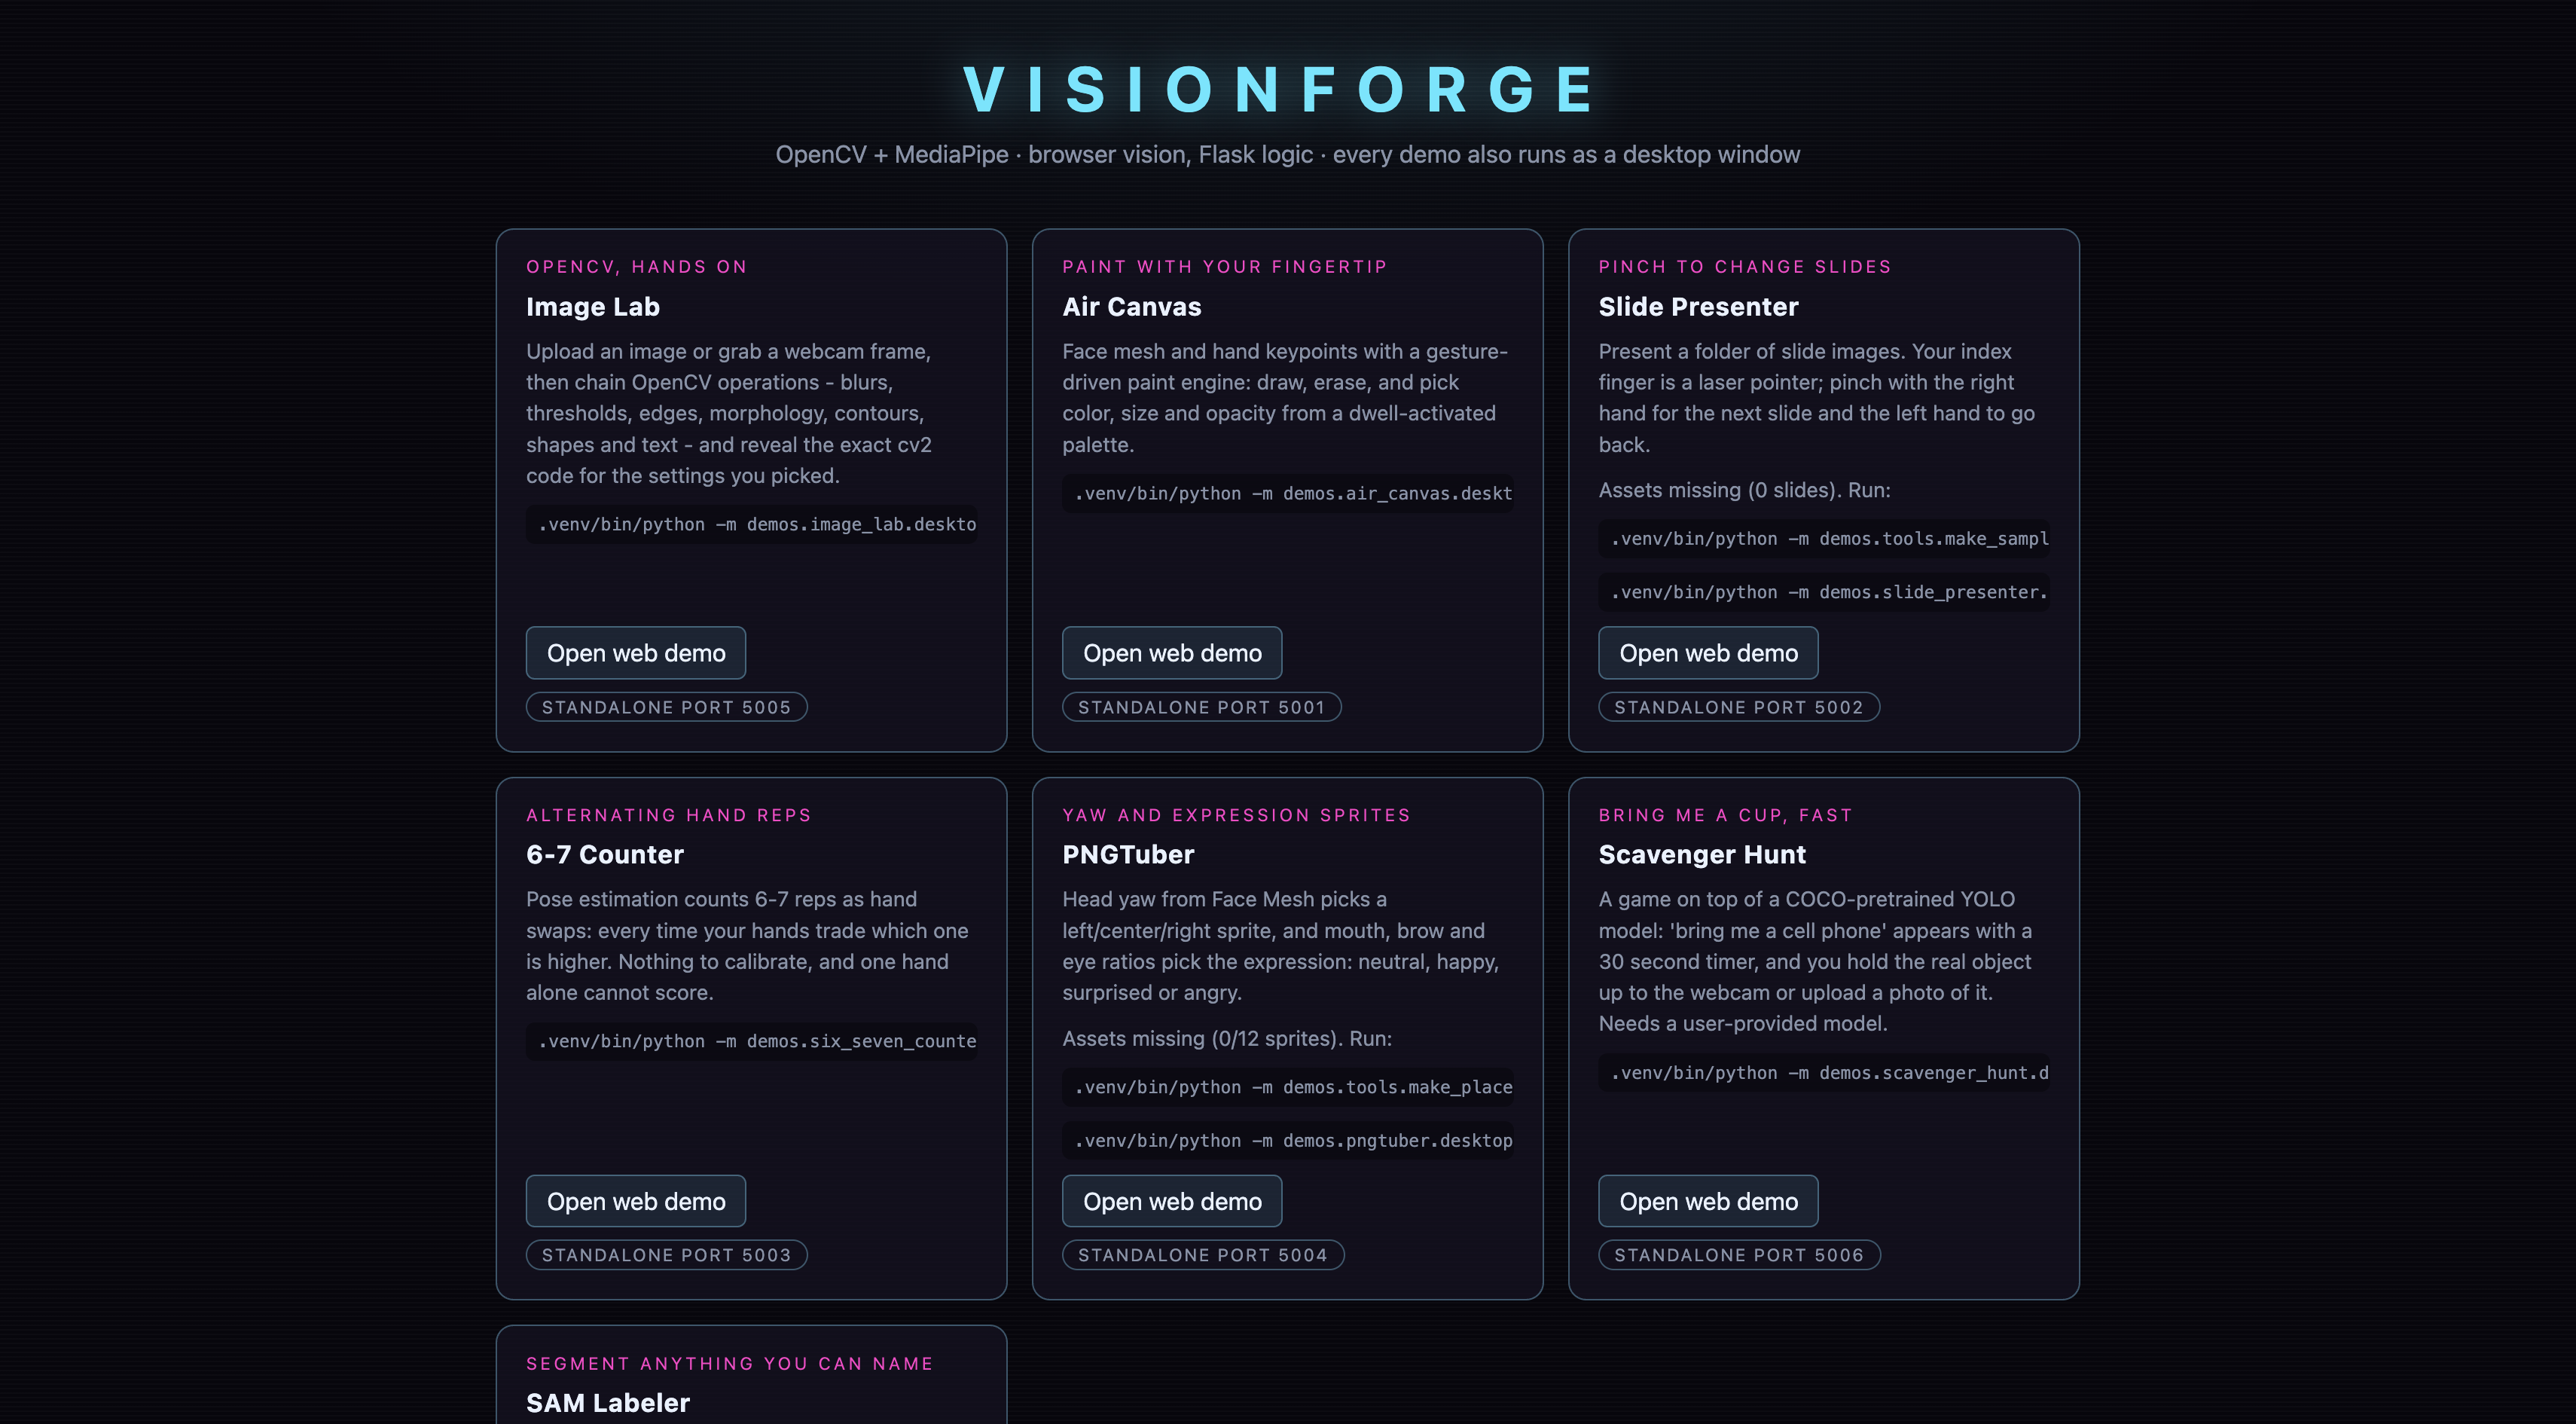 VISIONFORGE
OpenCV + MediaPipe · browser vision, Flask logic · every demo also runs as a desktop window
OPENCV, HANDS ON
Image Lab
Upload an image or grab a webcam frame,
then chain OpenCV operations - blurs,
thresholds, edges, morphology, contours,
shapes and text - and reveal the exact cv2
code for the settings you picked.
.venv/bin/python -m demos.image_lab.deskto
Open web demo
STANDALONE PORT 5005
PAINT WITH YOUR FINGERTIP
Air Canvas
Face mesh and hand keypoints with a gesture-
driven paint engine: draw, erase, and pick
color, size and opacity from a dwell-activated
palette.
.venv/bin/python -m demos.air_canvas.deskt
Open web demo
STANDALONE PORT 5001
PINCH TO CHANGE SLIDES
Slide Presenter
Present a folder of slide images. Your index
finger is a laser pointer; pinch with the right
hand for the next slide and the left hand to go
back.
Assets missing (0 slides). Run:
.venv/bin/python -m demos.tools.make_sampl
.venv/bin/python -m demos.slide_presenter.
Open web demo
STANDALONE PORT 5002
ALTERNATING HAND REPS
6-7 Counter
Pose estimation counts 6-7 reps as hand
swaps: every time your hands trade which one
is higher. Nothing to calibrate, and one hand
alone cannot score.
.venv/bin/python -m demos.six_seven_counte
Open web demo
STANDALONE PORT 5003
YAW AND EXPRESSION SPRITES
PNGTuber
Head yaw from Face Mesh picks a
left/center/right sprite, and mouth, brow and
eye ratios pick the expression: neutral, happy,
surprised or angry.
Assets missing (0/12 sprites). Run:
.venv/bin/python -m demos.tools.make_place
.venv/bin/python -m demos.pngtuber.desktop
Open web demo
STANDALONE PORT 5004
BRING ME A CUP, FAST
Scavenger Hunt
A game on top of a COCO-pretrained YOLO
model: 'bring me a cell phone' appears with a
30 second timer, and you hold the real object
up to the webcam or upload a photo of it.
Needs a user-provided model.
.venv/bin/python -m demos.scavenger_hunt.d
Open web demo
STANDALONE PORT 5006
SEGMENT ANYTHING YOU CAN NAME
SAM Labeler